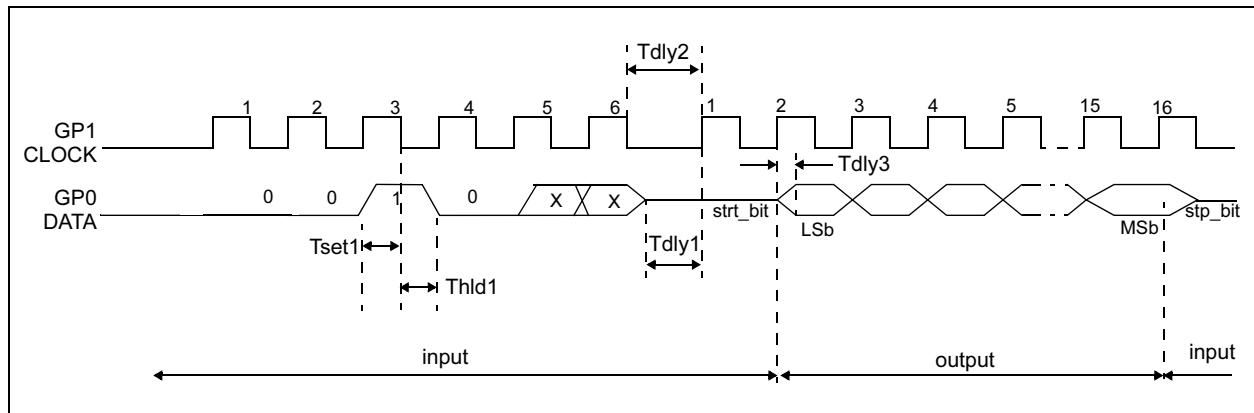 Tdly2
1 2 3 4 5 6 1 2 3 4 5 15 16
GP1
CLOCK
Tdly3
GP0
DATA
0 0 1 0 X X strt_bit LSb MSb stp_bit
Tset1
Tdly1
Thld1
input output input